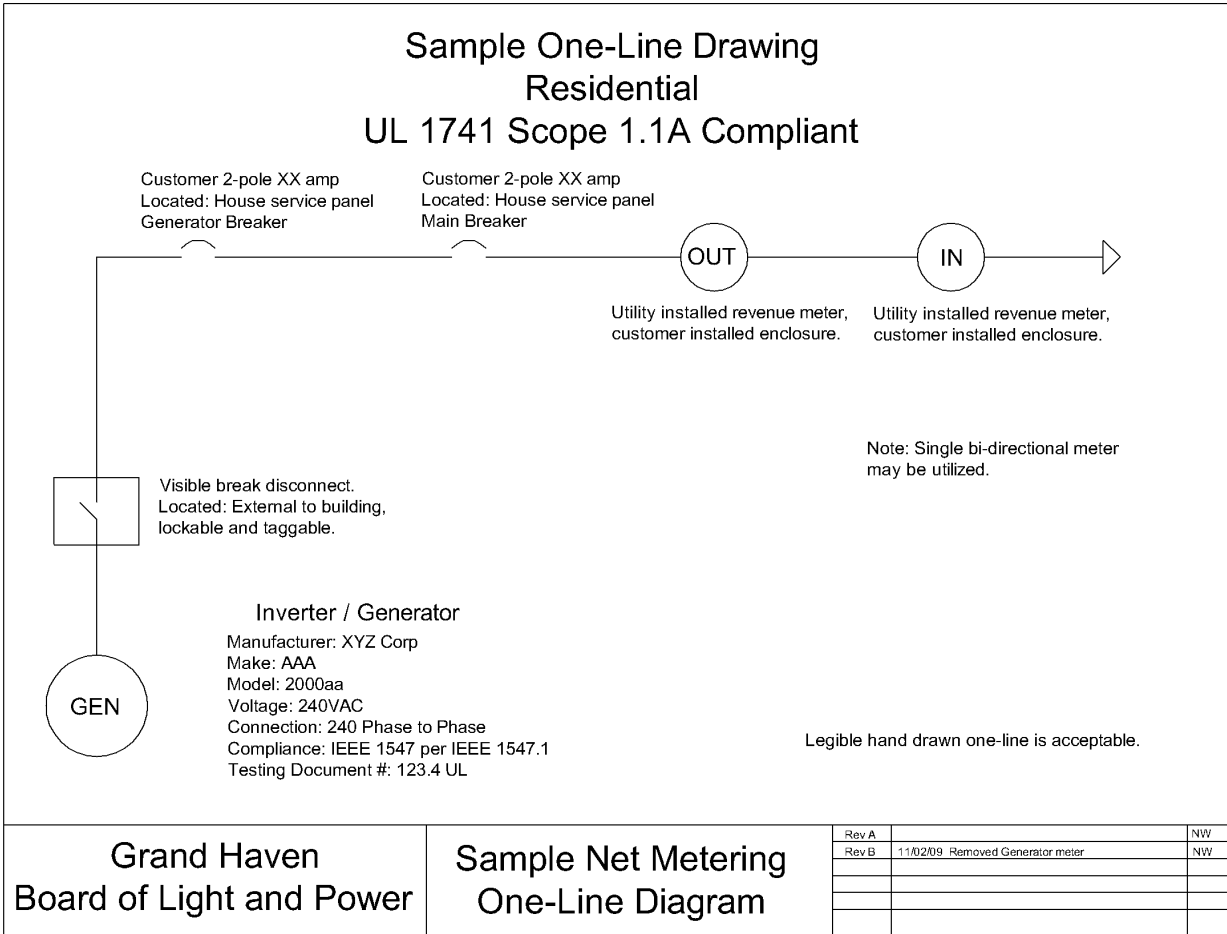 Sample One-Line Drawing
Residential
UL 1741 Scope 1.1A Compliant
Customer 2-pole XX amp
Located: House service panel
Generator Breaker
Customer 2-pole XX amp
Located: House service panel
Main Breaker
OUT
IN
Utility installed revenue meter,
customer installed enclosure.
Utility installed revenue meter,
customer installed enclosure.
Note: Single bi-directional meter
may be utilized.
Visible break disconnect.
Located: External to building,
lockable and taggable.
Inverter / Generator
Manufacturer: XYZ Corp
Make: AAA
Model: 2000aa
Voltage: 240VAC
Connection: 240 Phase to Phase
Compliance: IEEE 1547 per IEEE 1547.1
Testing Document #: 123.4 UL
GEN
Legible hand drawn one-line is acceptable.
Grand Haven
Board of Light and Power
Sample Net Metering
One-Line Diagram
Rev A NW
Rev B 11/02/09 Removed Generator meter NW